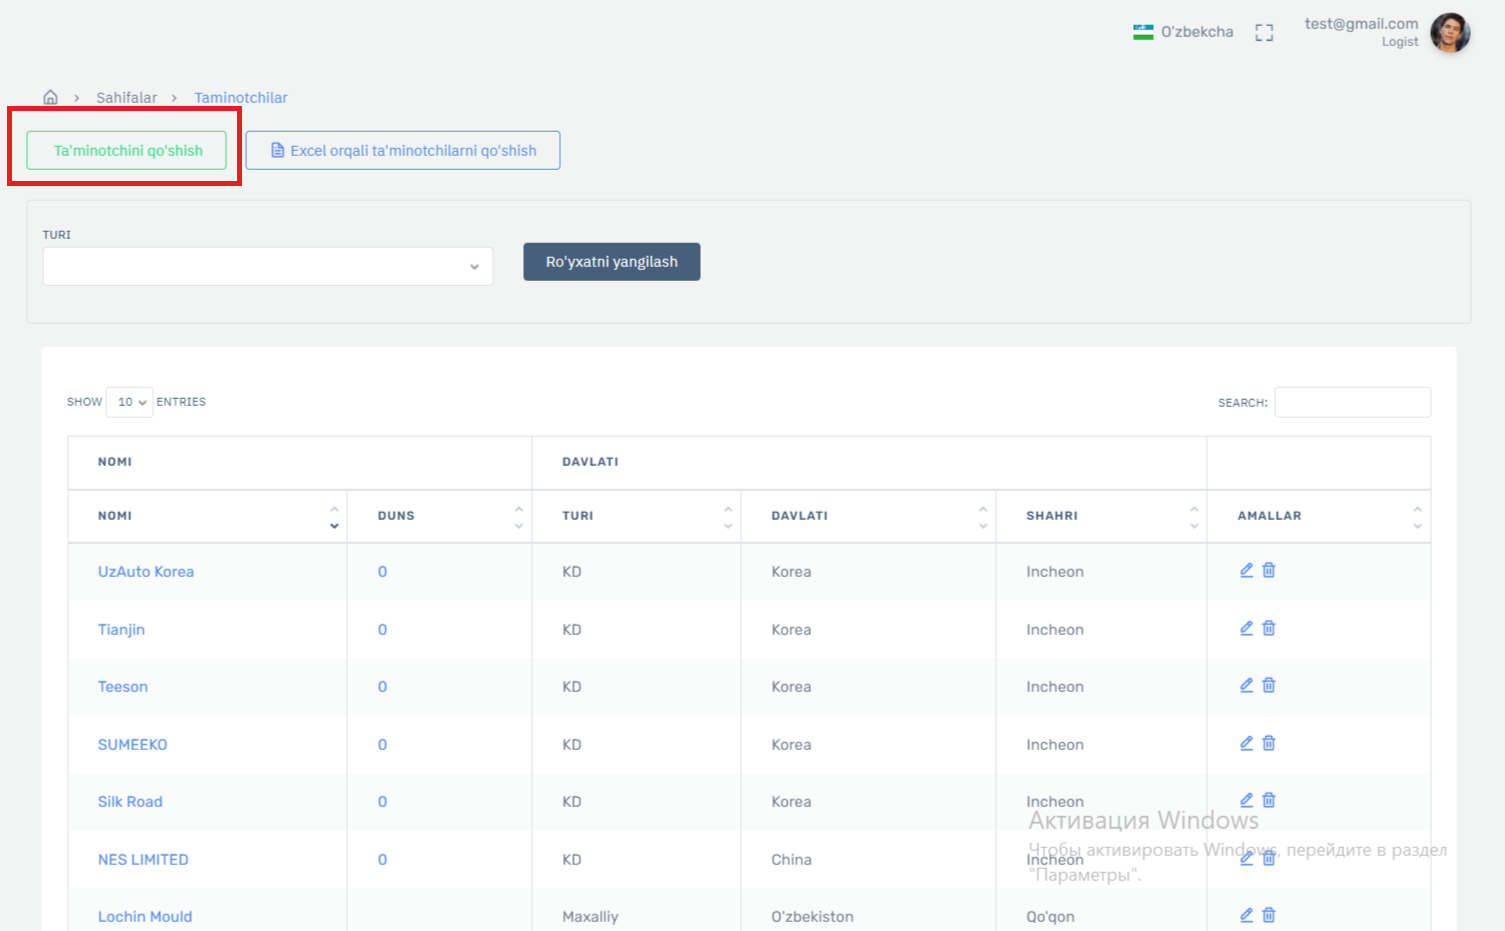 O'zbekcha
test@gmail.com
Logist
Sahifalar > Taminotchilar
Ta'minotchini qo'shish
Excel orqali ta'minotchilarni qo'shish
TURI
Ro'yxatni yangilash
SHOW 10 ENTRIES
SEARCH:
NOMI DAVLATI
NOMI DUNS TURI DAVLATI SHAHRI AMALLAR
UzAuto Korea 0 KD Korea Incheon
Tianjin 0 KD Korea Incheon
Teeson 0 KD Korea Incheon
SUMEEKO 0 KD Korea Incheon
Silk Road 0 KD Korea Incheon
Активация Windows
Чтобы активировать Windows, перейдите в раздел
"Параметры".
NES LIMITED 0 KD China Incheon
Lochin Mould Maxalliy O'zbekiston Qo'qon